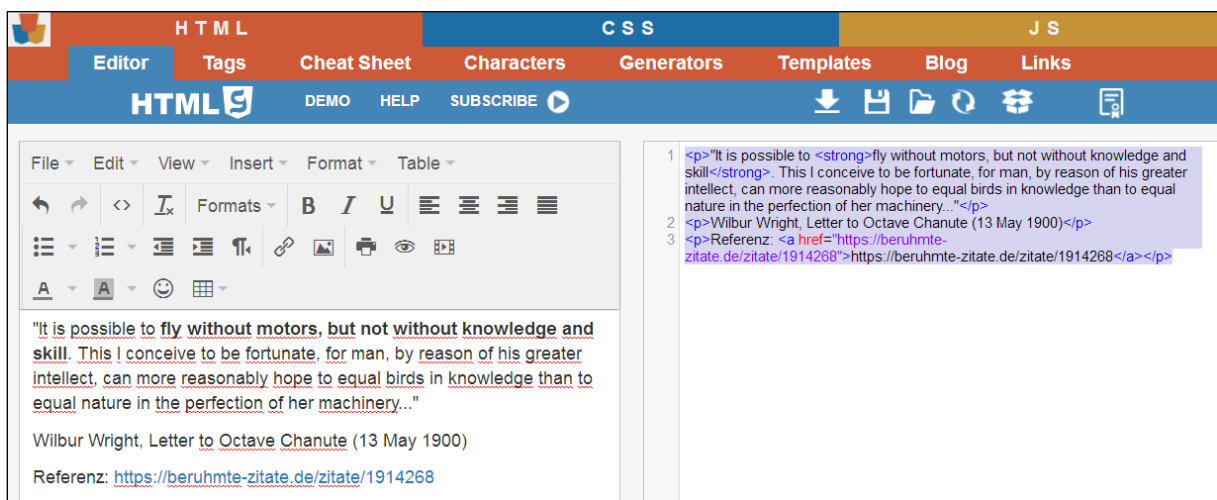 HTML CSS JS
Editor Tags Cheat Sheet Characters Generators Templates Blog Links
HTML DEMO HELP SUBSCRIBE
File Edit View Insert Format Table
Formats B I U
A A
"It is possible to fly without motors, but not without knowledge and
skill. This I conceive to be fortunate, for man, by reason of his greater
intellect, can more reasonably hope to equal birds in knowledge than to
equal nature in the perfection of her machinery..."
Wilbur Wright, Letter to Octave Chanute (13 May 1900)
Referenz: https://beruhmte-zitate.de/zitate/1914268
1 <p>"It is possible to <strong>fly without motors, but not without knowledge and
skill</strong>. This I conceive to be fortunate, for man, by reason of his greater
intellect, can more reasonably hope to equal birds in knowledge than to equal
nature in the perfection of her machinery..."</p>
2 <p>Wilbur Wright, Letter to Octave Chanute (13 May 1900)</p>
3 <p>Referenz: <a href="https://beruhmte-
zitate.de/zitate/1914268">https://beruhmte-zitate.de/zitate/1914268</a></p>